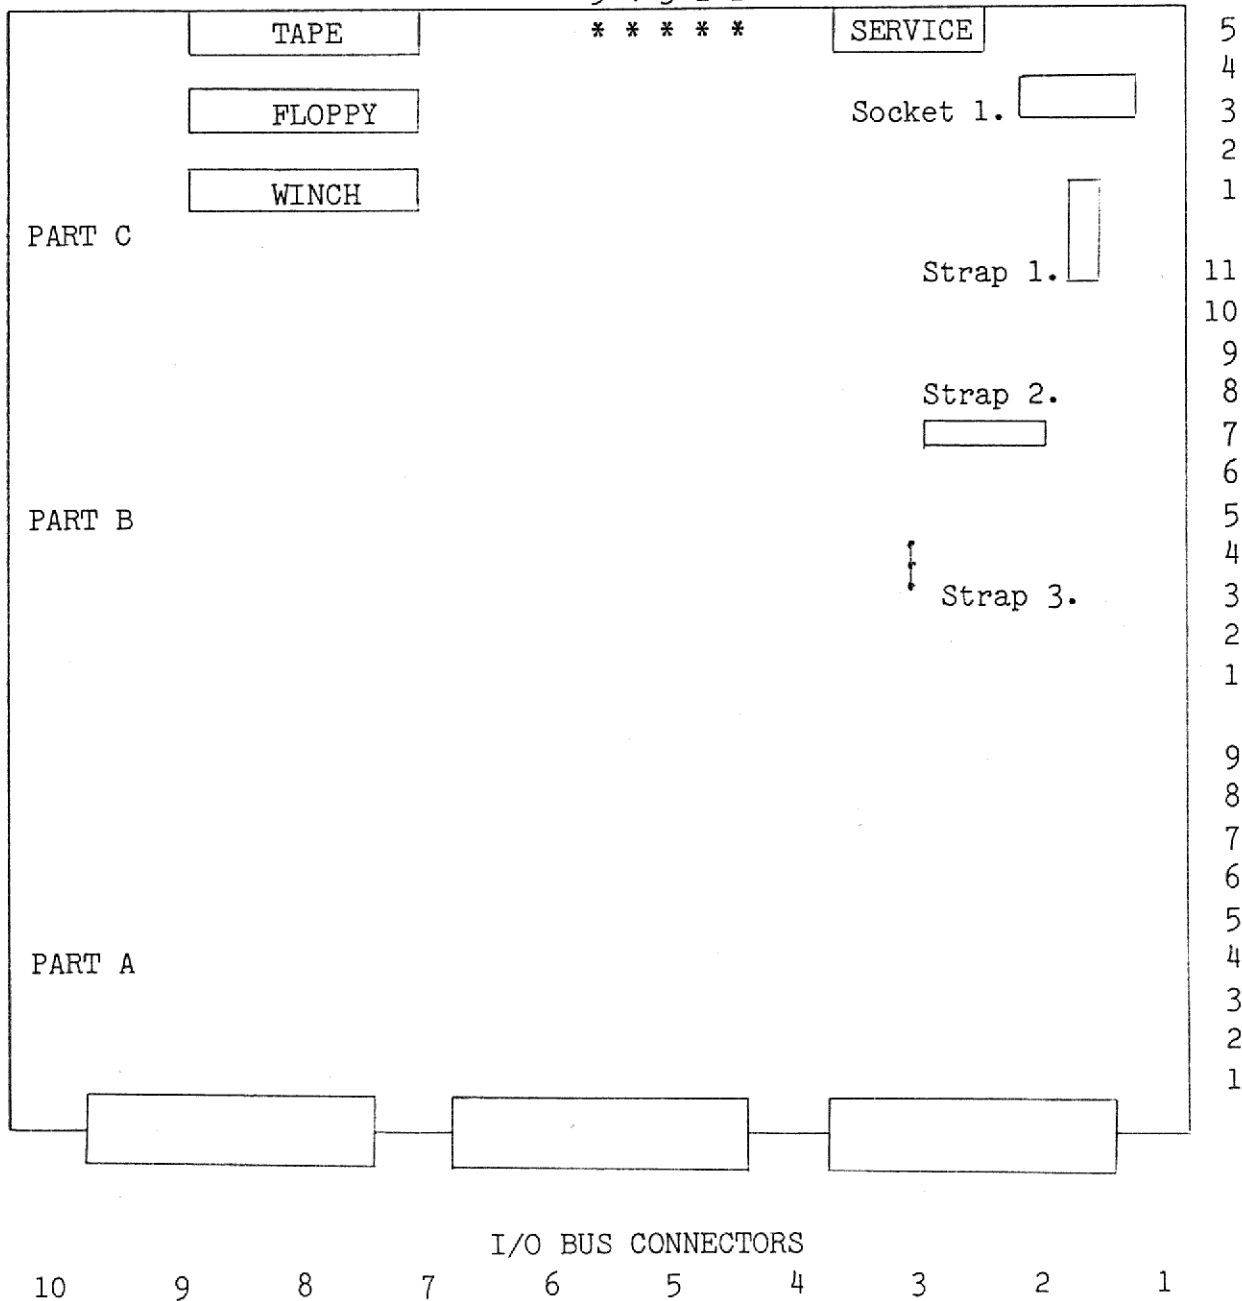 TAPE * * * * * SERVICE 5
4
FLOPPY Socket 1. 3
2
WINCH 1
PART C
Strap 1. 11
10
9
Strap 2. 8
7
6
PART B 5
4
Strap 3. 3
2
1
9
8
7
6
5
PART A 4
3
2
1
I/O BUS CONNECTORS
10 9 8 7 6 5 4 3 2 1